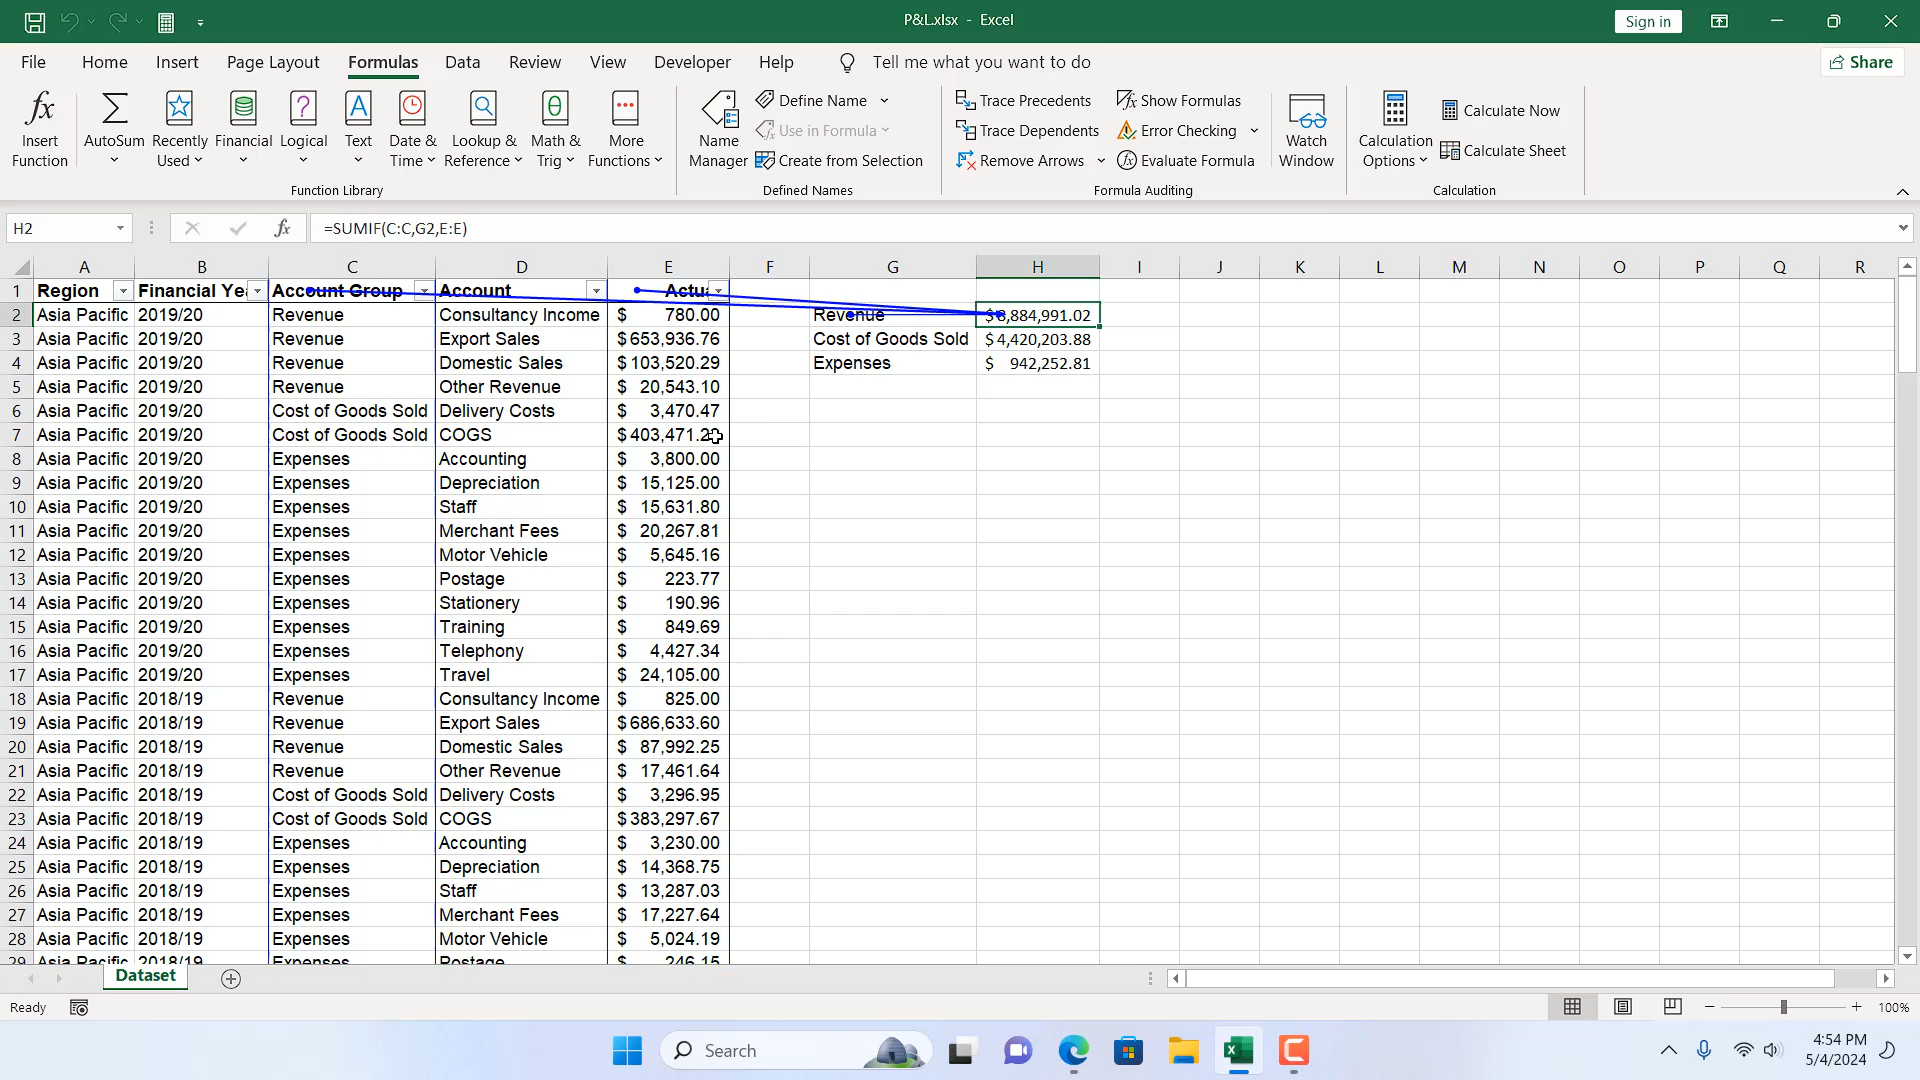 P&L.xlsx - Excel
Sign in
File Home Insert Page Layout Formulas Data Review View Developer Help Tell me what you want to do Share
Insert Function
AutoSum
Recently Used
Financial
Logical
Text
Date & Time
Lookup & Reference
Math & Trig
More Functions
Function Library
Name Manager
Define Name
Use in Formula
Create from Selection
Defined Names
Trace Precedents
Trace Dependents
Remove Arrows
Show Formulas
Error Checking
Evaluate Formula
Formula Auditing
Watch Window
Calculation Options
Calculate Now
Calculate Sheet
Calculation
H2 fx =SUMIF(C:C,G2,E:E)
A B C D E F G H I J K L M N O P Q R
1 Region Financial Ye Account Group Account Actu
2 Asia Pacific 2019/20 Revenue Consultancy Income $ 780.00 Revenue $ 8,884,991.02
3 Asia Pacific 2019/20 Revenue Export Sales $ 653,936.76 Cost of Goods Sold $ 4,420,203.88
4 Asia Pacific 2019/20 Revenue Domestic Sales $ 103,520.29 Expenses $ 942,252.81
5 Asia Pacific 2019/20 Revenue Other Revenue $ 20,543.10
6 Asia Pacific 2019/20 Cost of Goods Sold Delivery Costs $ 3,470.47
7 Asia Pacific 2019/20 Cost of Goods Sold COGS
8 Asia Pacific 2019/20 Expenses Accounting $ 3,800.00
9 Asia Pacific 2019/20 Expenses Depreciation $ 15,125.00
10 Asia Pacific 2019/20 Expenses Staff $ 15,631.80
11 Asia Pacific 2019/20 Expenses Merchant Fees $ 20,267.81
12 Asia Pacific 2019/20 Expenses Motor Vehicle $ 5,645.16
13 Asia Pacific 2019/20 Expenses Postage $ 223.77
14 Asia Pacific 2019/20 Expenses Stationery $ 190.96
15 Asia Pacific 2019/20 Expenses Training $ 849.69
16 Asia Pacific 2019/20 Expenses Telephony $ 4,427.34
17 Asia Pacific 2019/20 Expenses Travel $ 24,105.00
18 Asia Pacific 2018/19 Revenue Consultancy Income $ 825.00
19 Asia Pacific 2018/19 Revenue Export Sales $ 686,633.60
20 Asia Pacific 2018/19 Revenue Domestic Sales $ 87,992.25
21 Asia Pacific 2018/19 Revenue Other Revenue $ 17,461.64
22 Asia Pacific 2018/19 Cost of Goods Sold Delivery Costs $ 3,296.95
23 Asia Pacific 2018/19 Cost of Goods Sold COGS $ 383,297.67
24 Asia Pacific 2018/19 Expenses Accounting $ 3,230.00
25 Asia Pacific 2018/19 Expenses Depreciation $ 14,368.75
26 Asia Pacific 2018/19 Expenses Staff $ 13,287.03
27 Asia Pacific 2018/19 Expenses Merchant Fees $ 17,227.64
28 Asia Pacific 2018/19 Expenses Motor Vehicle $ 5,024.19
29 Asia Pacific 2018/19 Expenses Postage $ 246.15
Dataset
Ready 100%
Search
4:54 PM
5/4/2024